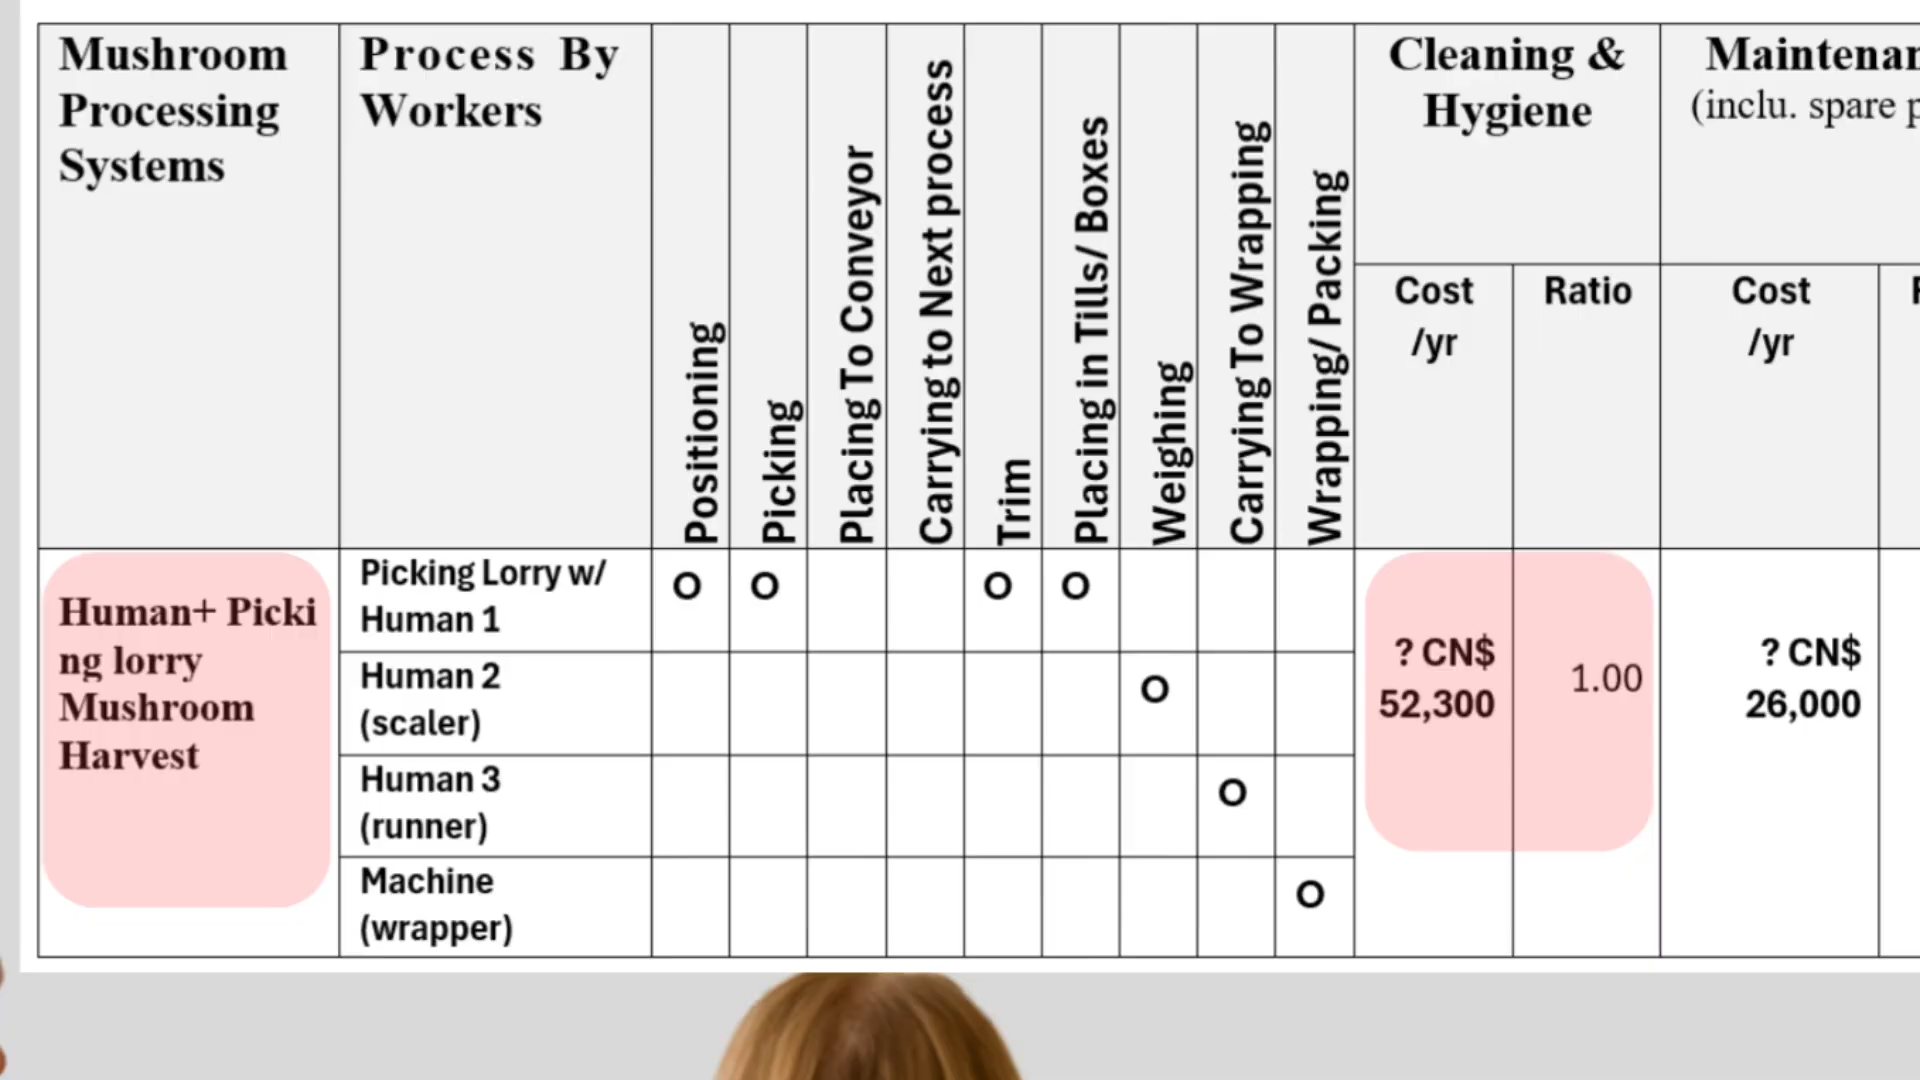 Mushroom
Processing
Systems
Process By
Workers
Positioning
Picking
Placing To Conveyor
Carrying to Next process
Trim
Placing in Tills/ Boxes
Weighing
Carrying To Wrapping
Wrapping/ Packing
Cleaning &
Hygiene
Cost
/yr
Ratio
(inclu. spare
Cost
/yr
Human+ Picki
ng lorry
Mushroom
Harvest
Picking Lorry w/
Human 1
O O O O
Human 2
(scaler)
O
Human 3
(runner)
O
Machine
(wrapper)
O
? CN$
52,300
1.00
? CN$
26,000